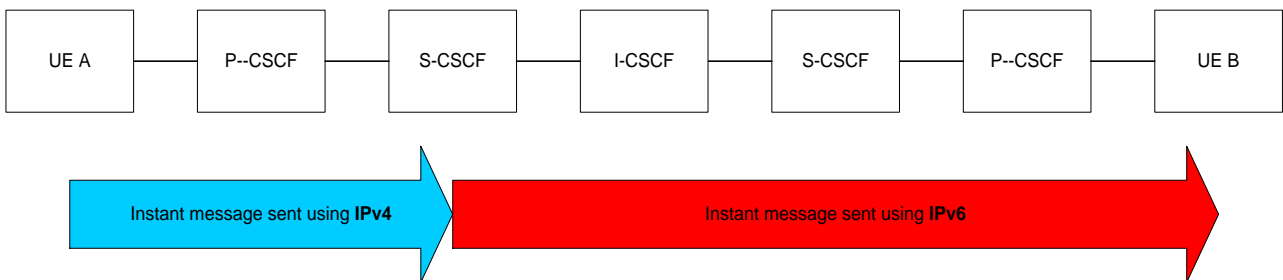 UE A
P--CSCF
S-CSCF
I-CSCF
S-CSCF
P--CSCF
UE B
Instant message sent using IPv4
Instant message sent using IPv6